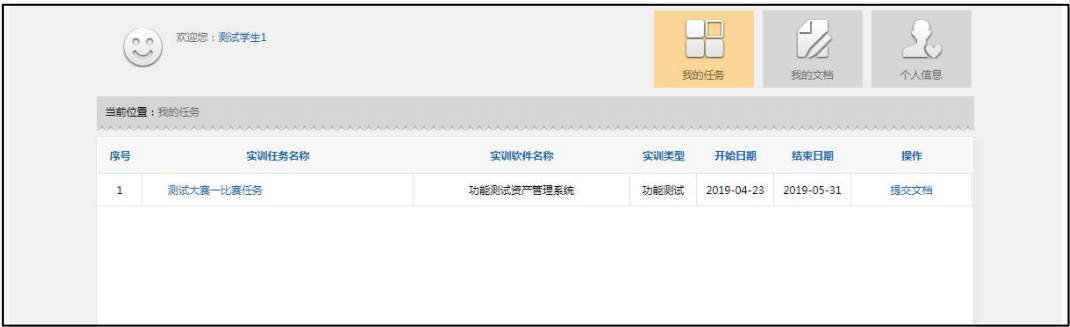 欢迎您：测试学生1
我的任务 我的文档 个人信息
当前位置：我的任务
序号 实训任务名称 实训软件名称 实训类型 开始日期 结束日期 操作
1 测试大赛—比赛任务 功能测试资产管理系统 功能测试 2019-04-23 2019-05-31 提交文档